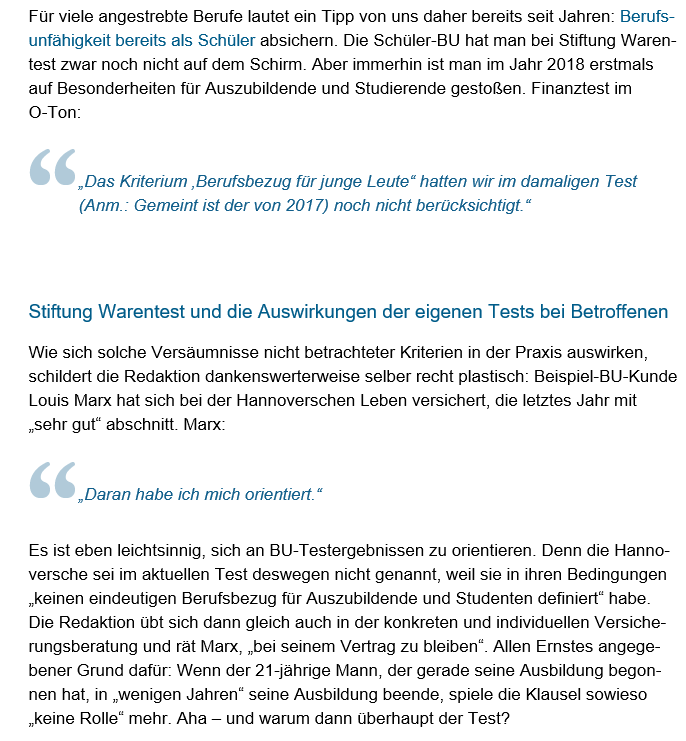 Für viele angestrebte Berufe lautet ein Tipp von uns daher bereits seit Jahren: Berufs-
unfähigkeit bereits als Schüler absichern. Die Schüler-BU hat man bei Stiftung Waren-
test zwar noch nicht auf dem Schirm. Aber immerhin ist man im Jahr 2018 erstmals
auf Besonderheiten für Auszubildende und Studierende gestoßen. Finanztest im
O-Ton:
„Das Kriterium ‚Berufsbezug für junge Leute“ hatten wir im damaligen Test
(Anm.: Gemeint ist der von 2017) noch nicht berücksichtigt.“
Stiftung Warentest und die Auswirkungen der eigenen Tests bei Betroffenen
Wie sich solche Versäumnisse nicht betrachteter Kriterien in der Praxis auswirken,
schildert die Redaktion dankenswerterweise selber recht plastisch: Beispiel-BU-Kunde
Louis Marx hat sich bei der Hannoverschen Leben versichert, die letztes Jahr mit
„sehr gut“ abschnitt. Marx:
„Daran habe ich mich orientiert.“
Es ist eben leichtsinnig, sich an BU-Testergebnissen zu orientieren. Denn die Hanno-
versche sei im aktuellen Test deswegen nicht genannt, weil sie in ihren Bedingungen
„keinen eindeutigen Berufsbezug für Auszubildende und Studenten definiert“ habe.
Die Redaktion übt sich dann gleich auch in der konkreten und individuellen Versiche-
rungsberatung und rät Marx, „bei seinem Vertrag zu bleiben“. Allen Ernstes angege-
bener Grund dafür: Wenn der 21-jährige Mann, der gerade seine Ausbildung begon-
nen hat, in „wenigen Jahren“ seine Ausbildung beende, spiele die Klausel sowieso
„keine Rolle“ mehr. Aha – und warum dann überhaupt der Test?